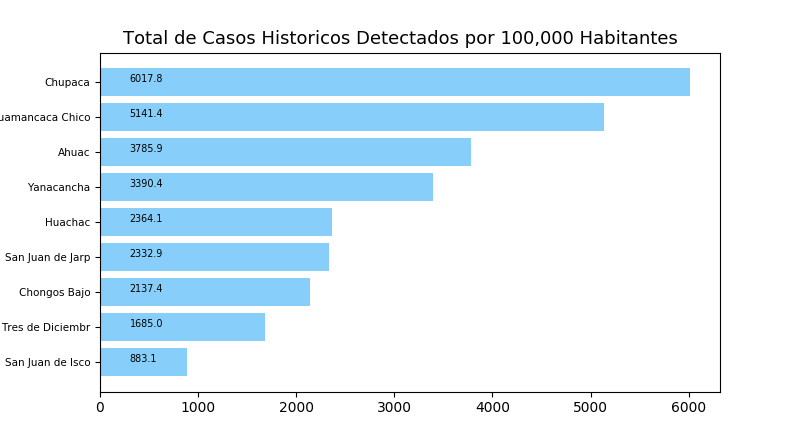 Total de Casos Historicos Detectados por 100,000 Habitantes
Chupaca 6017.8
uamancaca Chico 5141.4
Ahuac 3785.9
Yanacancha 3390.4
Huachac 2364.1
San Juan de Jarp 2332.9
Chongos Bajo 2137.4
Tres de Diciembr 1685.0
San Juan de Isco 883.1
0 1000 2000 3000 4000 5000 6000